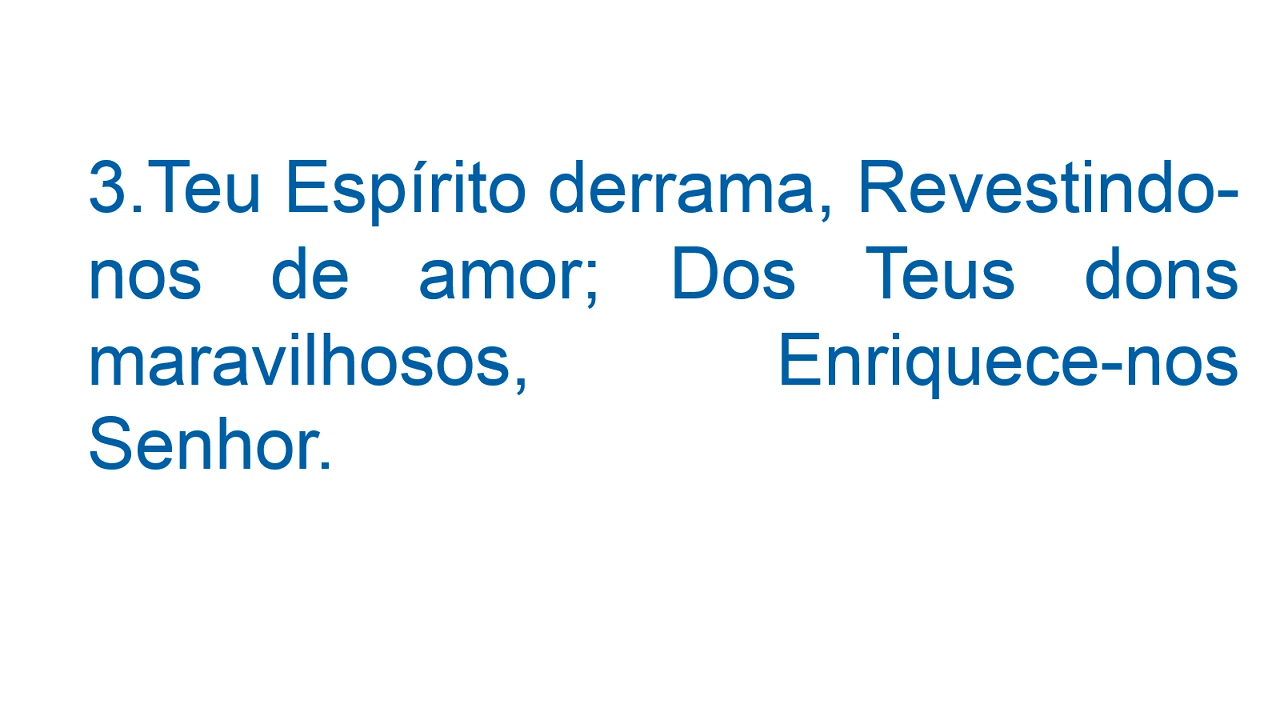 3.Teu Espírito derrama, Revestindo-
nos de amor; Dos Teus dons
maravilhosos, Enriquece-nos
Senhor.